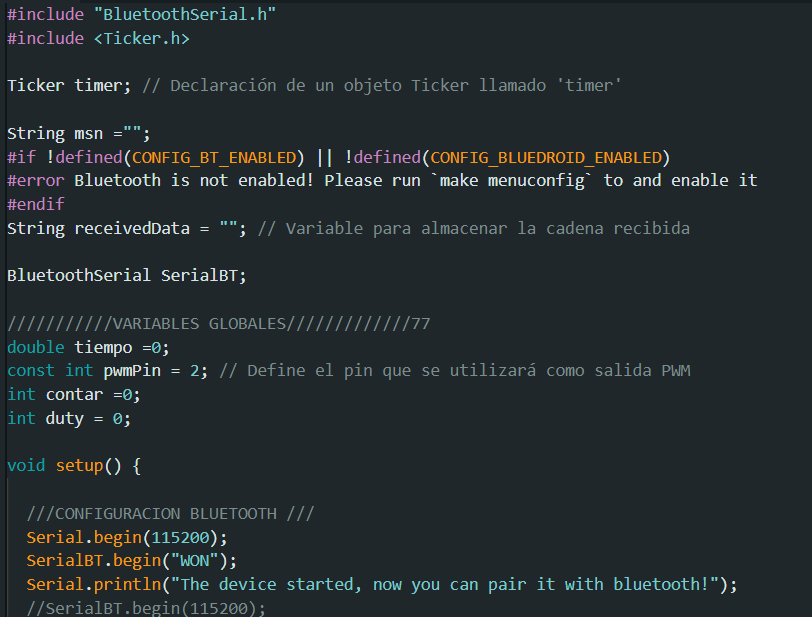 #include "BluetoothSerial.h"
#include <Ticker.h>
Ticker timer; // Declaración de un objeto Ticker llamado 'timer'
String msn ="";
#if !defined(CONFIG_BT_ENABLED) || !defined(CONFIG_BLUEDROID_ENABLED)
#error Bluetooth is not enabled! Please run `make menuconfig` to and enable it
#endif
String receivedData = ""; // Variable para almacenar la cadena recibida
BluetoothSerial SerialBT;
///////////VARIABLES GLOBALES/////////////77
double tiempo =0;
const int pwmPin = 2; // Define el pin que se utilizará como salida PWM
int contar =0;
int duty = 0;
void setup() {
///CONFIGURACION BLUETOOTH ///
Serial.begin(115200);
SerialBT.begin("WON");
Serial.println("The device started, now you can pair it with bluetooth!");
//SerialBT.begin(115200);